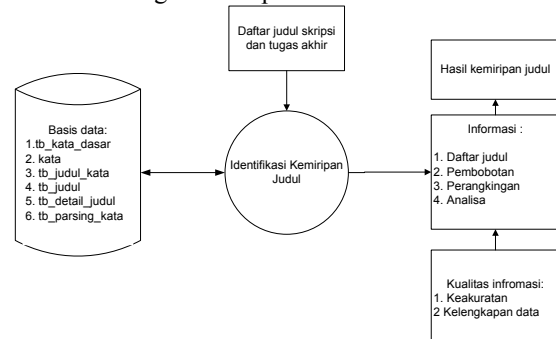 Daftar judul skripsi
dan tugas akhir
Hasil kemiripan judul
Basis data:
1.tb_kata_dasar
2. kata
3. tb_judul_kata
4. tb_judul
5. tb_detail_judul
6. tb_parsing_kata
Identifikasi Kemiripan
Judul
Informasi :
1. Daftar judul
2. Pembobotan
3. Perangkingan
4. Analisa
Kualitas infromasi:
1. Keakuratan
2 Kelengkapan data